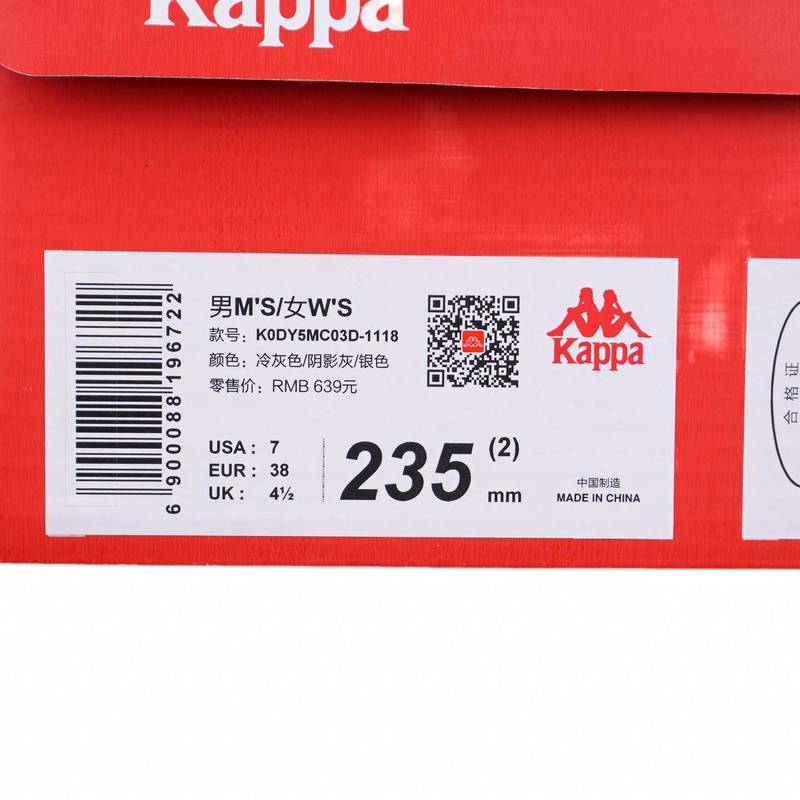 Kappa
男M'S/女W'S
款号：K0DY5MC03D-1118
颜色：冷灰色/阴影灰/银色
零售价：RMB 639元
6 900088 196722
Kappa
USA： 7
EUR： 38
UK： 4½
235 (2) mm
中国制造
MADE IN CHINA
合格证